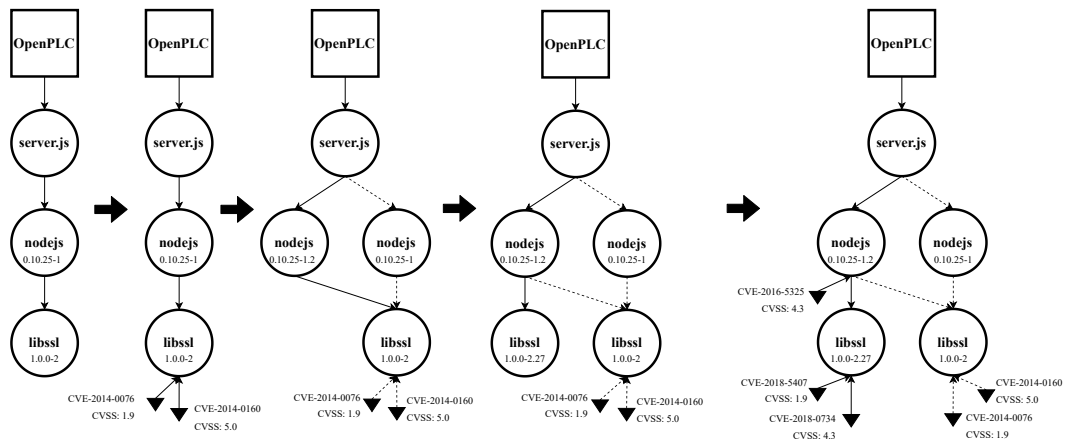 OpenPLC
server.js
nodejs
0.10.25-1
libssl
1.0.0-2
OpenPLC
server.js
nodejs
0.10.25-1
libssl
1.0.0-2
CVE-2014-0076
CVSS: 1.9
CVE-2014-0160
CVSS: 5.0
OpenPLC
server.js
nodejs
0.10.25-1.2
nodejs
0.10.25-1
libssl
1.0.0-2
CVE-2014-0076
CVSS: 1.9
CVE-2014-0160
CVSS: 5.0
OpenPLC
server.js
nodejs
0.10.25-1.2
nodejs
0.10.25-1
libssl
1.0.0-2.27
libssl
1.0.0-2
CVE-2014-0076
CVSS: 1.9
CVE-2014-0160
CVSS: 5.0
OpenPLC
server.js
nodejs
0.10.25-1.2
nodejs
0.10.25-1
CVE-2016-5325
CVSS: 4.3
libssl
1.0.0-2.27
libssl
1.0.0-2
CVE-2018-5407
CVSS: 1.9
CVE-2018-0734
CVSS: 4.3
CVE-2014-0160
CVSS: 5.0
CVE-2014-0076
CVSS: 1.9